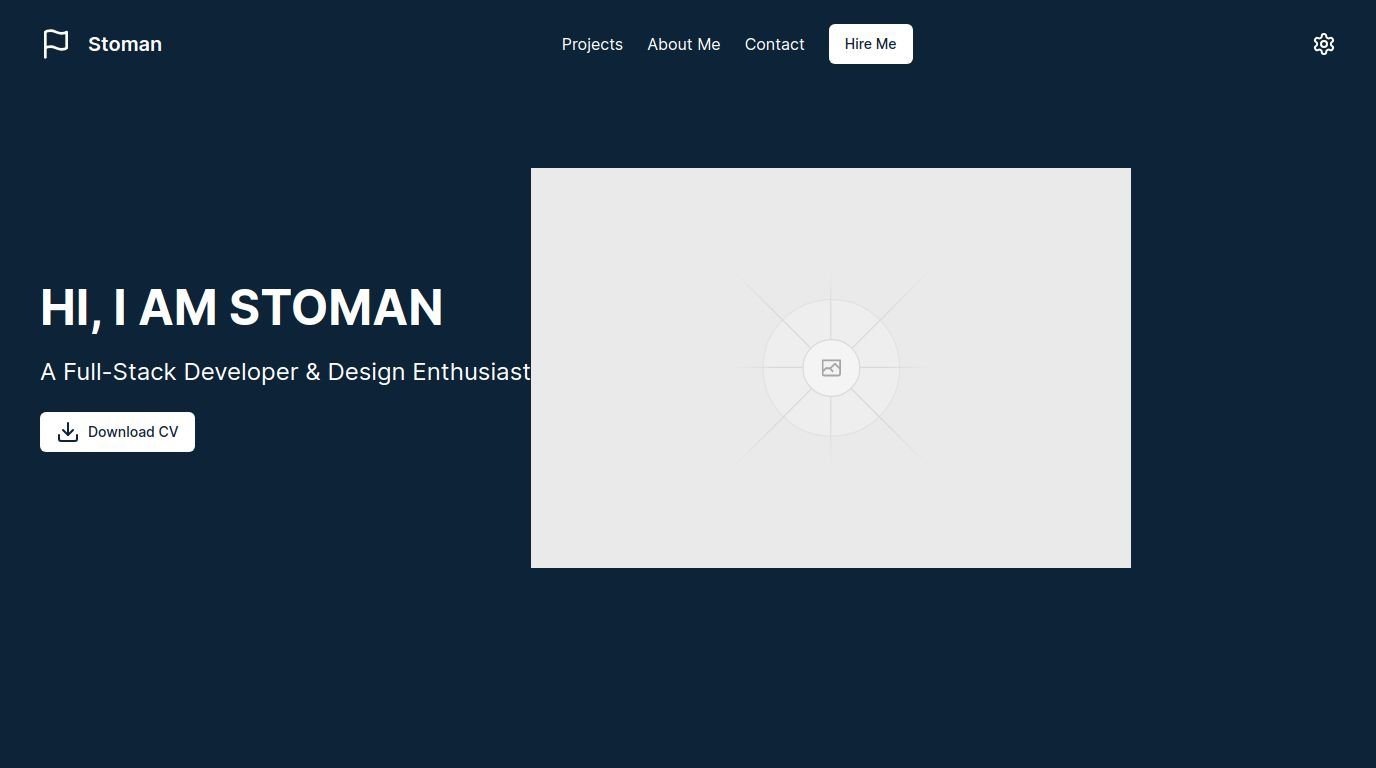 Stoman
Projects About Me Contact Hire Me
HI, I AM STOMAN
A Full-Stack Developer & Design Enthusiast
Download CV